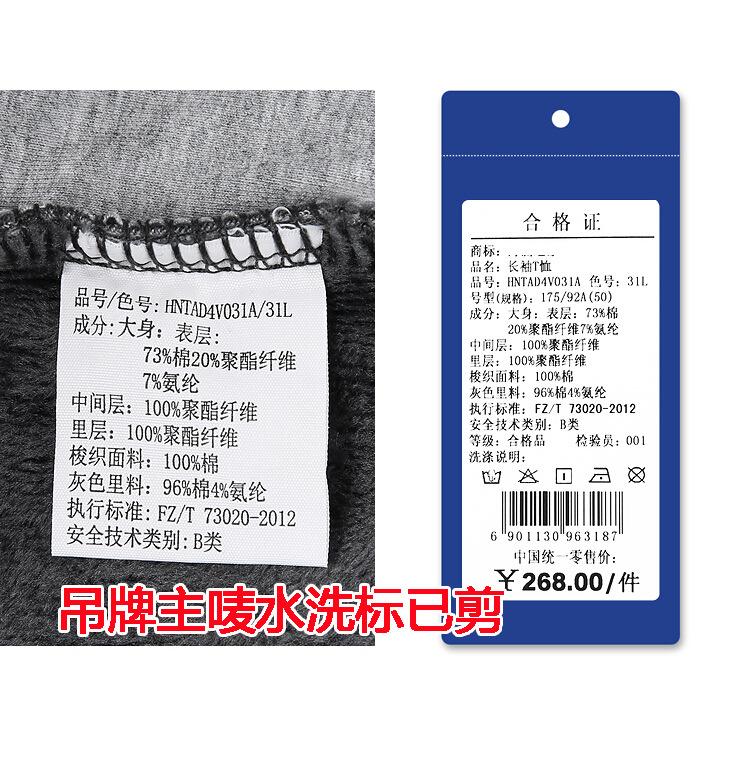 品号/色号: HNTAD4V031A/31L
成分: 大身: 表层:
73%棉20%聚酯纤维
7%氨纶
中间层: 100%聚酯纤维
里层: 100%聚酯纤维
梭织面料: 100%棉
灰色里料: 96%棉4%氨纶
执行标准: FZ/T 73020-2012
安全技术类别: B类
吊牌主唛水洗标已剪
合格证
商标:
品名: 长袖T恤
品号: HNTAD4V031A 色号: 31L
号型(规格): 175/92A(50)
成分: 大身: 表层: 73%棉
20%聚酯纤维7%氨纶
中间层: 100%聚酯纤维
里层: 100%聚酯纤维
梭织面料: 100%棉
灰色里料: 96%棉4%氨纶
执行标准: FZ/T 73020-2012
安全技术类别: B类
等级: 合格品 检验员: 001
洗涤说明:
6 901130 963187
中国统一零售价:
¥268.00/件